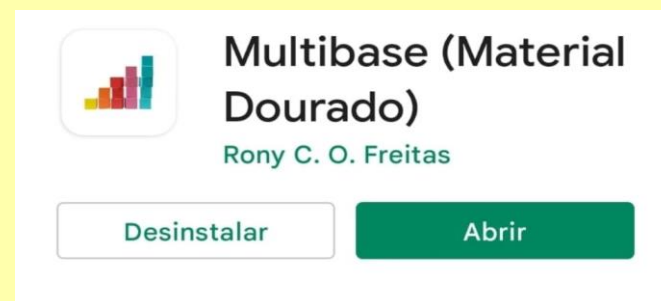 Multibase (Material
Dourado)
Rony C. O. Freitas
Desinstalar
Abrir